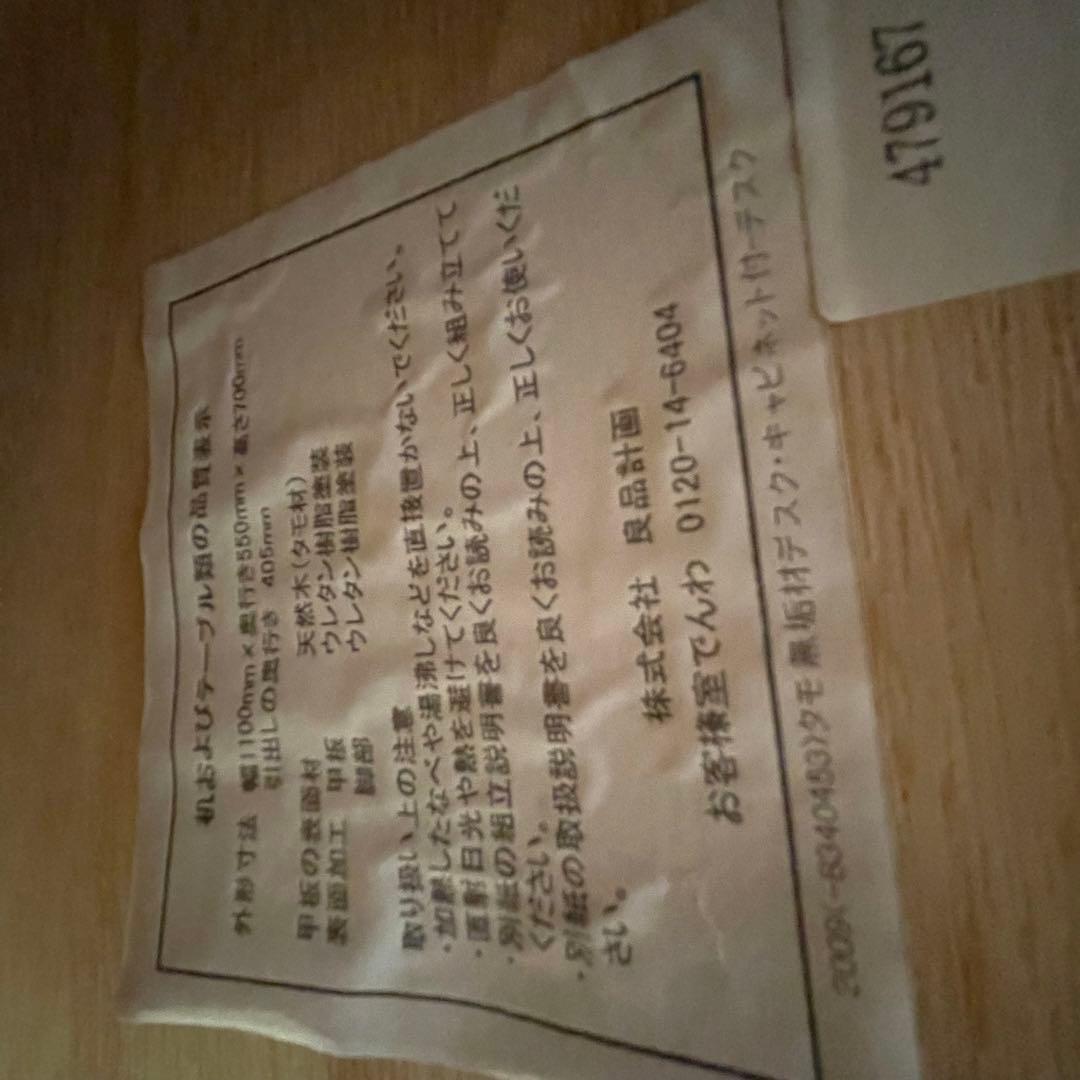 机およびテーブル類の品質表示
外形寸法 幅1100mm×奥行き550mm×高さ700mm
引出しの奥行き 405mm
甲板の表面材 天然木(タモ材)
表面加工 甲板 ウレタン樹脂塗装
脚部 ウレタン樹脂塗装
取り扱い上の注意
・加熱したなべや湯沸しなどを直接置かないでください。
・直射日光や熱を避けてください。
・別紙の組立説明書を良くお読みの上、正しく組み立てて
ください。
・別紙の取扱説明書を良くお読みの上、正しくお使いくだ
さい。
株式会社 良品計画
お客様室でんわ 0120-14-6404
タモ無垢材デスク・キャビネット付-デスク
479167